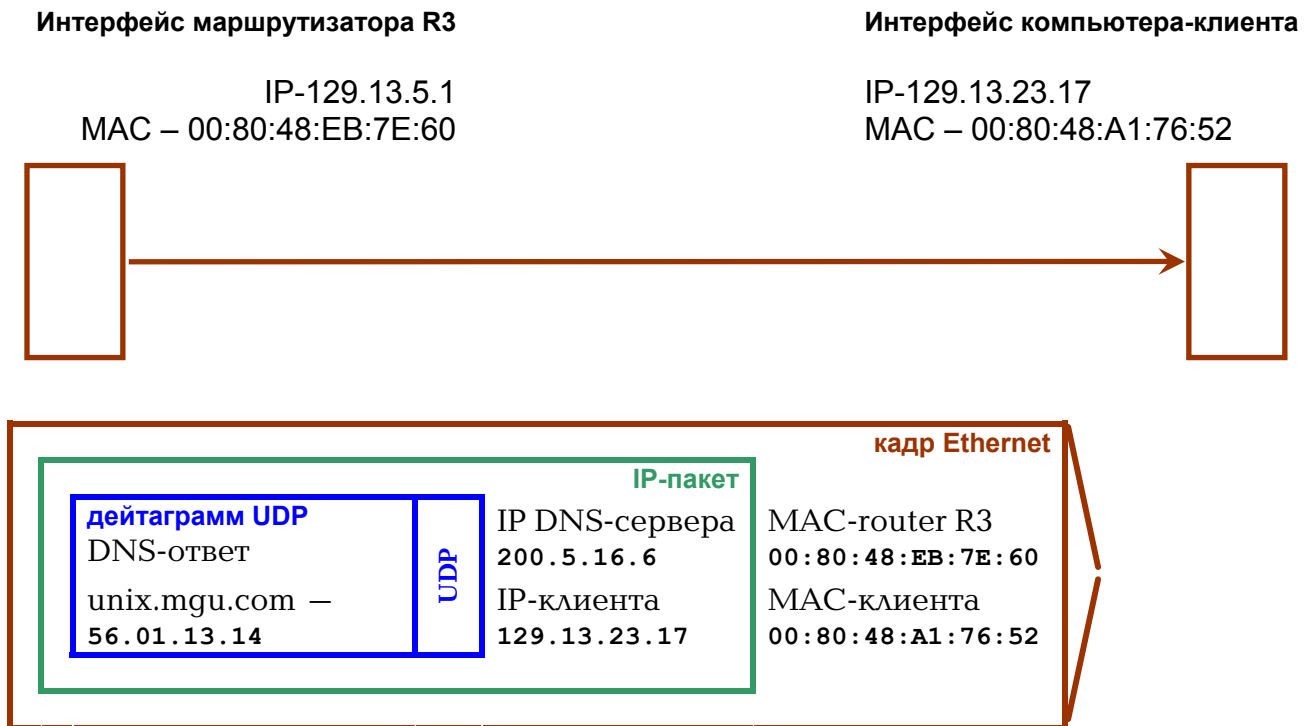 Интерфейс маршрутизатора R3
Интерфейс компьютера-клиента
IP-129.13.5.1
MAC – 00:80:48:EB:7E:60
IP-129.13.23.17
MAC – 00:80:48:A1:76:52
кадр Ethernet
IP-пакет
дейтаграмм UDP
DNS-ответ
unix.mgu.com —
56.01.13.14
UDP
IP DNS-сервера
200.5.16.6
IP-клиента
129.13.23.17
MAC-router R3
00:80:48:EB:7E:60
MAC-клиента
00:80:48:A1:76:52